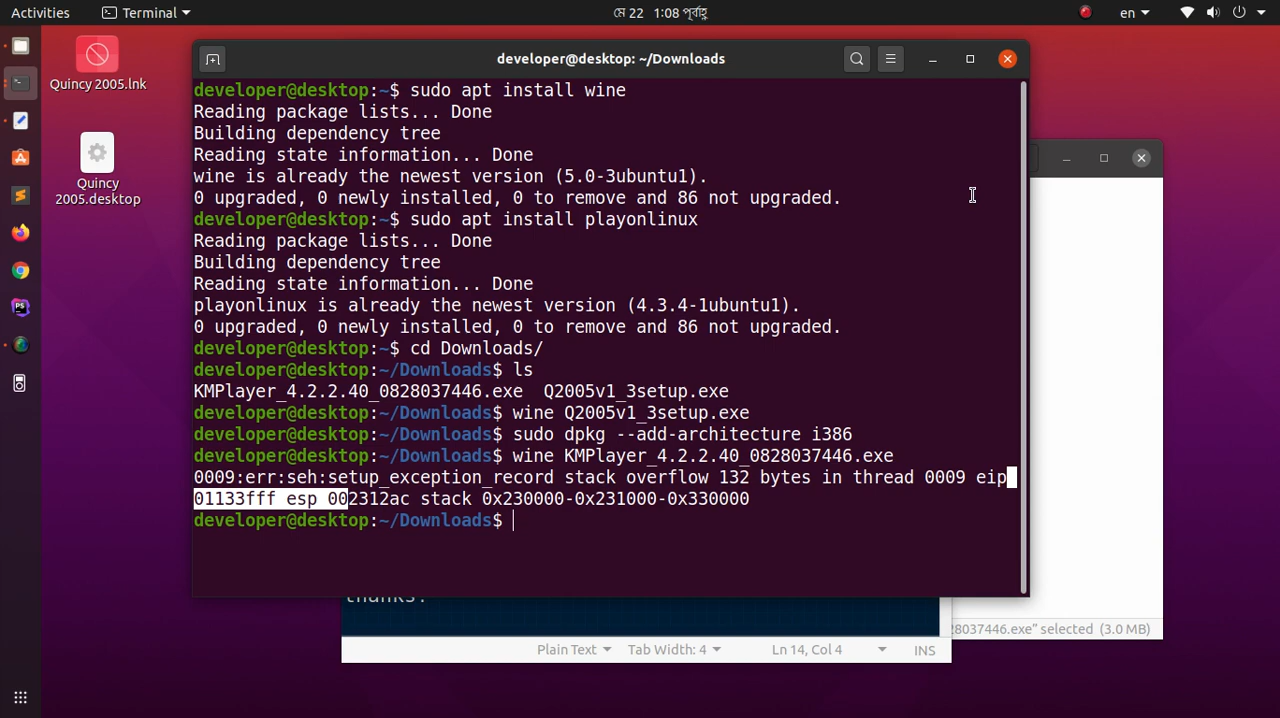 Activities
Terminal
মে 22 1:08 পূর্বাহ্ণ
en
Quincy 2005.lnk
Quincy
2005.desktop
developer@desktop: ~/Downloads
developer@desktop:~$ sudo apt install wine
Reading package lists... Done
Building dependency tree
Reading state information... Done
wine is already the newest version (5.0-3ubuntu1).
0 upgraded, 0 newly installed, 0 to remove and 86 not upgraded.
developer@desktop:~$ sudo apt install playonlinux
Reading package lists... Done
Building dependency tree
Reading state information... Done
playonlinux is already the newest version (4.3.4-1ubuntu1).
0 upgraded, 0 newly installed, 0 to remove and 86 not upgraded.
developer@desktop:~$ cd Downloads/
developer@desktop:~/Downloads$ ls
KMPlayer_4.2.2.40_0828037446.exe Q2005v1_3setup.exe
developer@desktop:~/Downloads$ wine Q2005v1_3setup.exe
developer@desktop:~/Downloads$ sudo dpkg --add-architecture i386
developer@desktop:~/Downloads$ wine KMPlayer_4.2.2.40_0828037446.exe
0009:err:seh:setup_exception_record stack overflow 132 bytes in thread 0009 eip
01133fff esp 002312ac stack 0x230000-0x231000-0x330000
developer@desktop:~/Downloads$
thanks.
28037446.exe" selected (3.0 MB)
Plain Text
Tab Width: 4
Ln 14, Col 4
INS